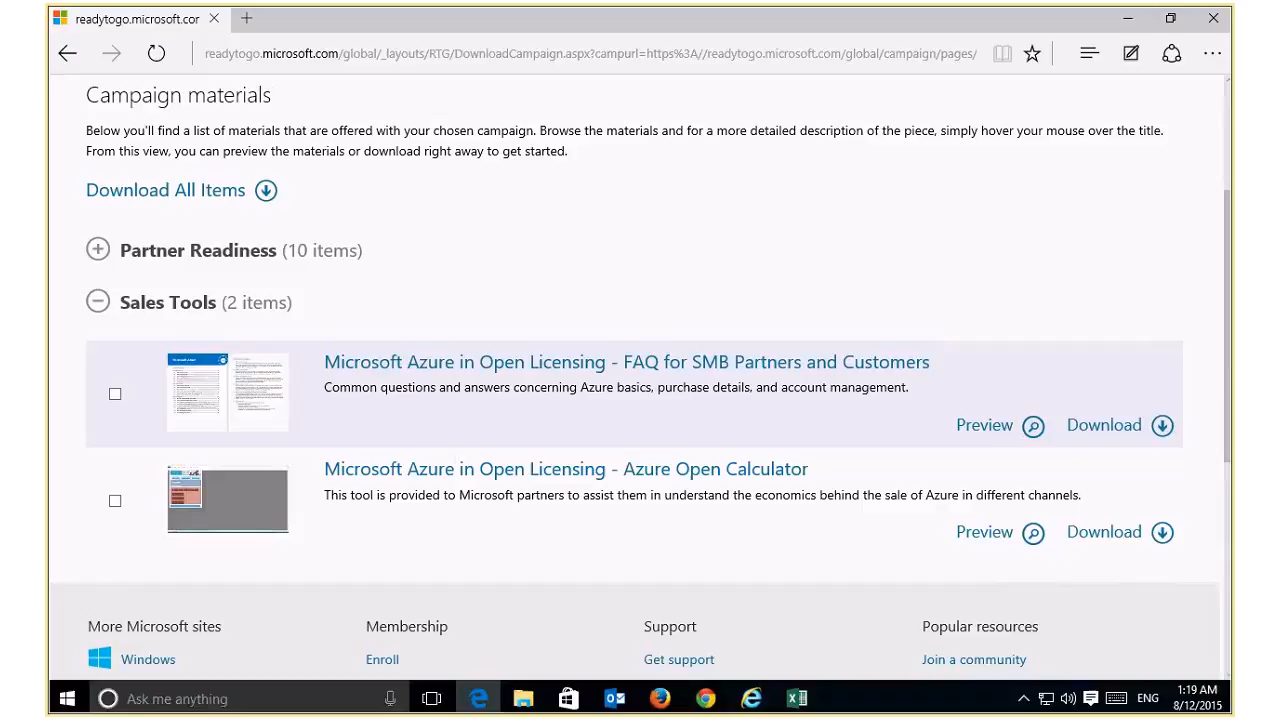 readytogo.microsoft.cor
readytogo.microsoft.com/global/_layouts/RTG/DownloadCampaign.aspx?campurl=https%3A//readytogo.microsoft.com/global/campaign/pages/
Campaign materials
Below you'll find a list of materials that are offered with your chosen campaign. Browse the materials and for a more detailed description of the piece, simply hover your mouse over the title.
From this view, you can preview the materials or download right away to get started.
Download All Items
Partner Readiness (10 items)
Sales Tools (2 items)
Microsoft Azure in Open Licensing - FAQ for SMB Partners and Customers
Common questions and answers concerning Azure basics, purchase details, and account management.
Preview Download
Microsoft Azure in Open Licensing - Azure Open Calculator
This tool is provided to Microsoft partners to assist them in understand the economics behind the sale of Azure in different channels.
Preview Download
More Microsoft sites Membership Support Popular resources
Windows Enroll Get support Join a community
Ask me anything ENG 1:19 AM
8/12/2015